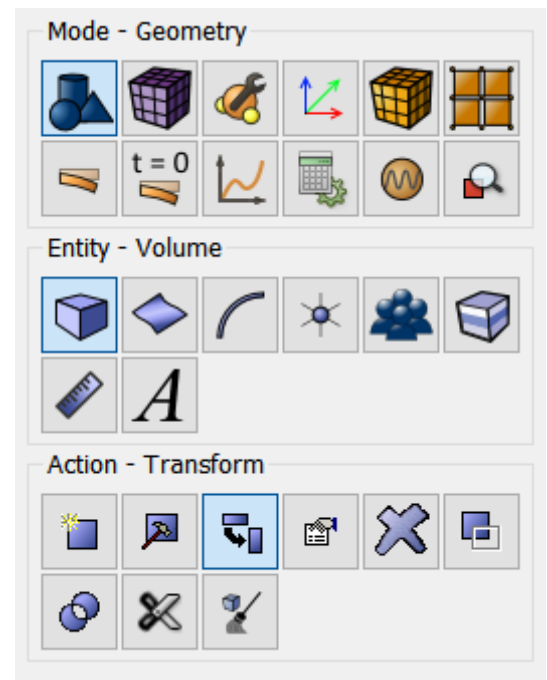 Mode - Geometry
t = 0
Entity - Volume
A
Action - Transform